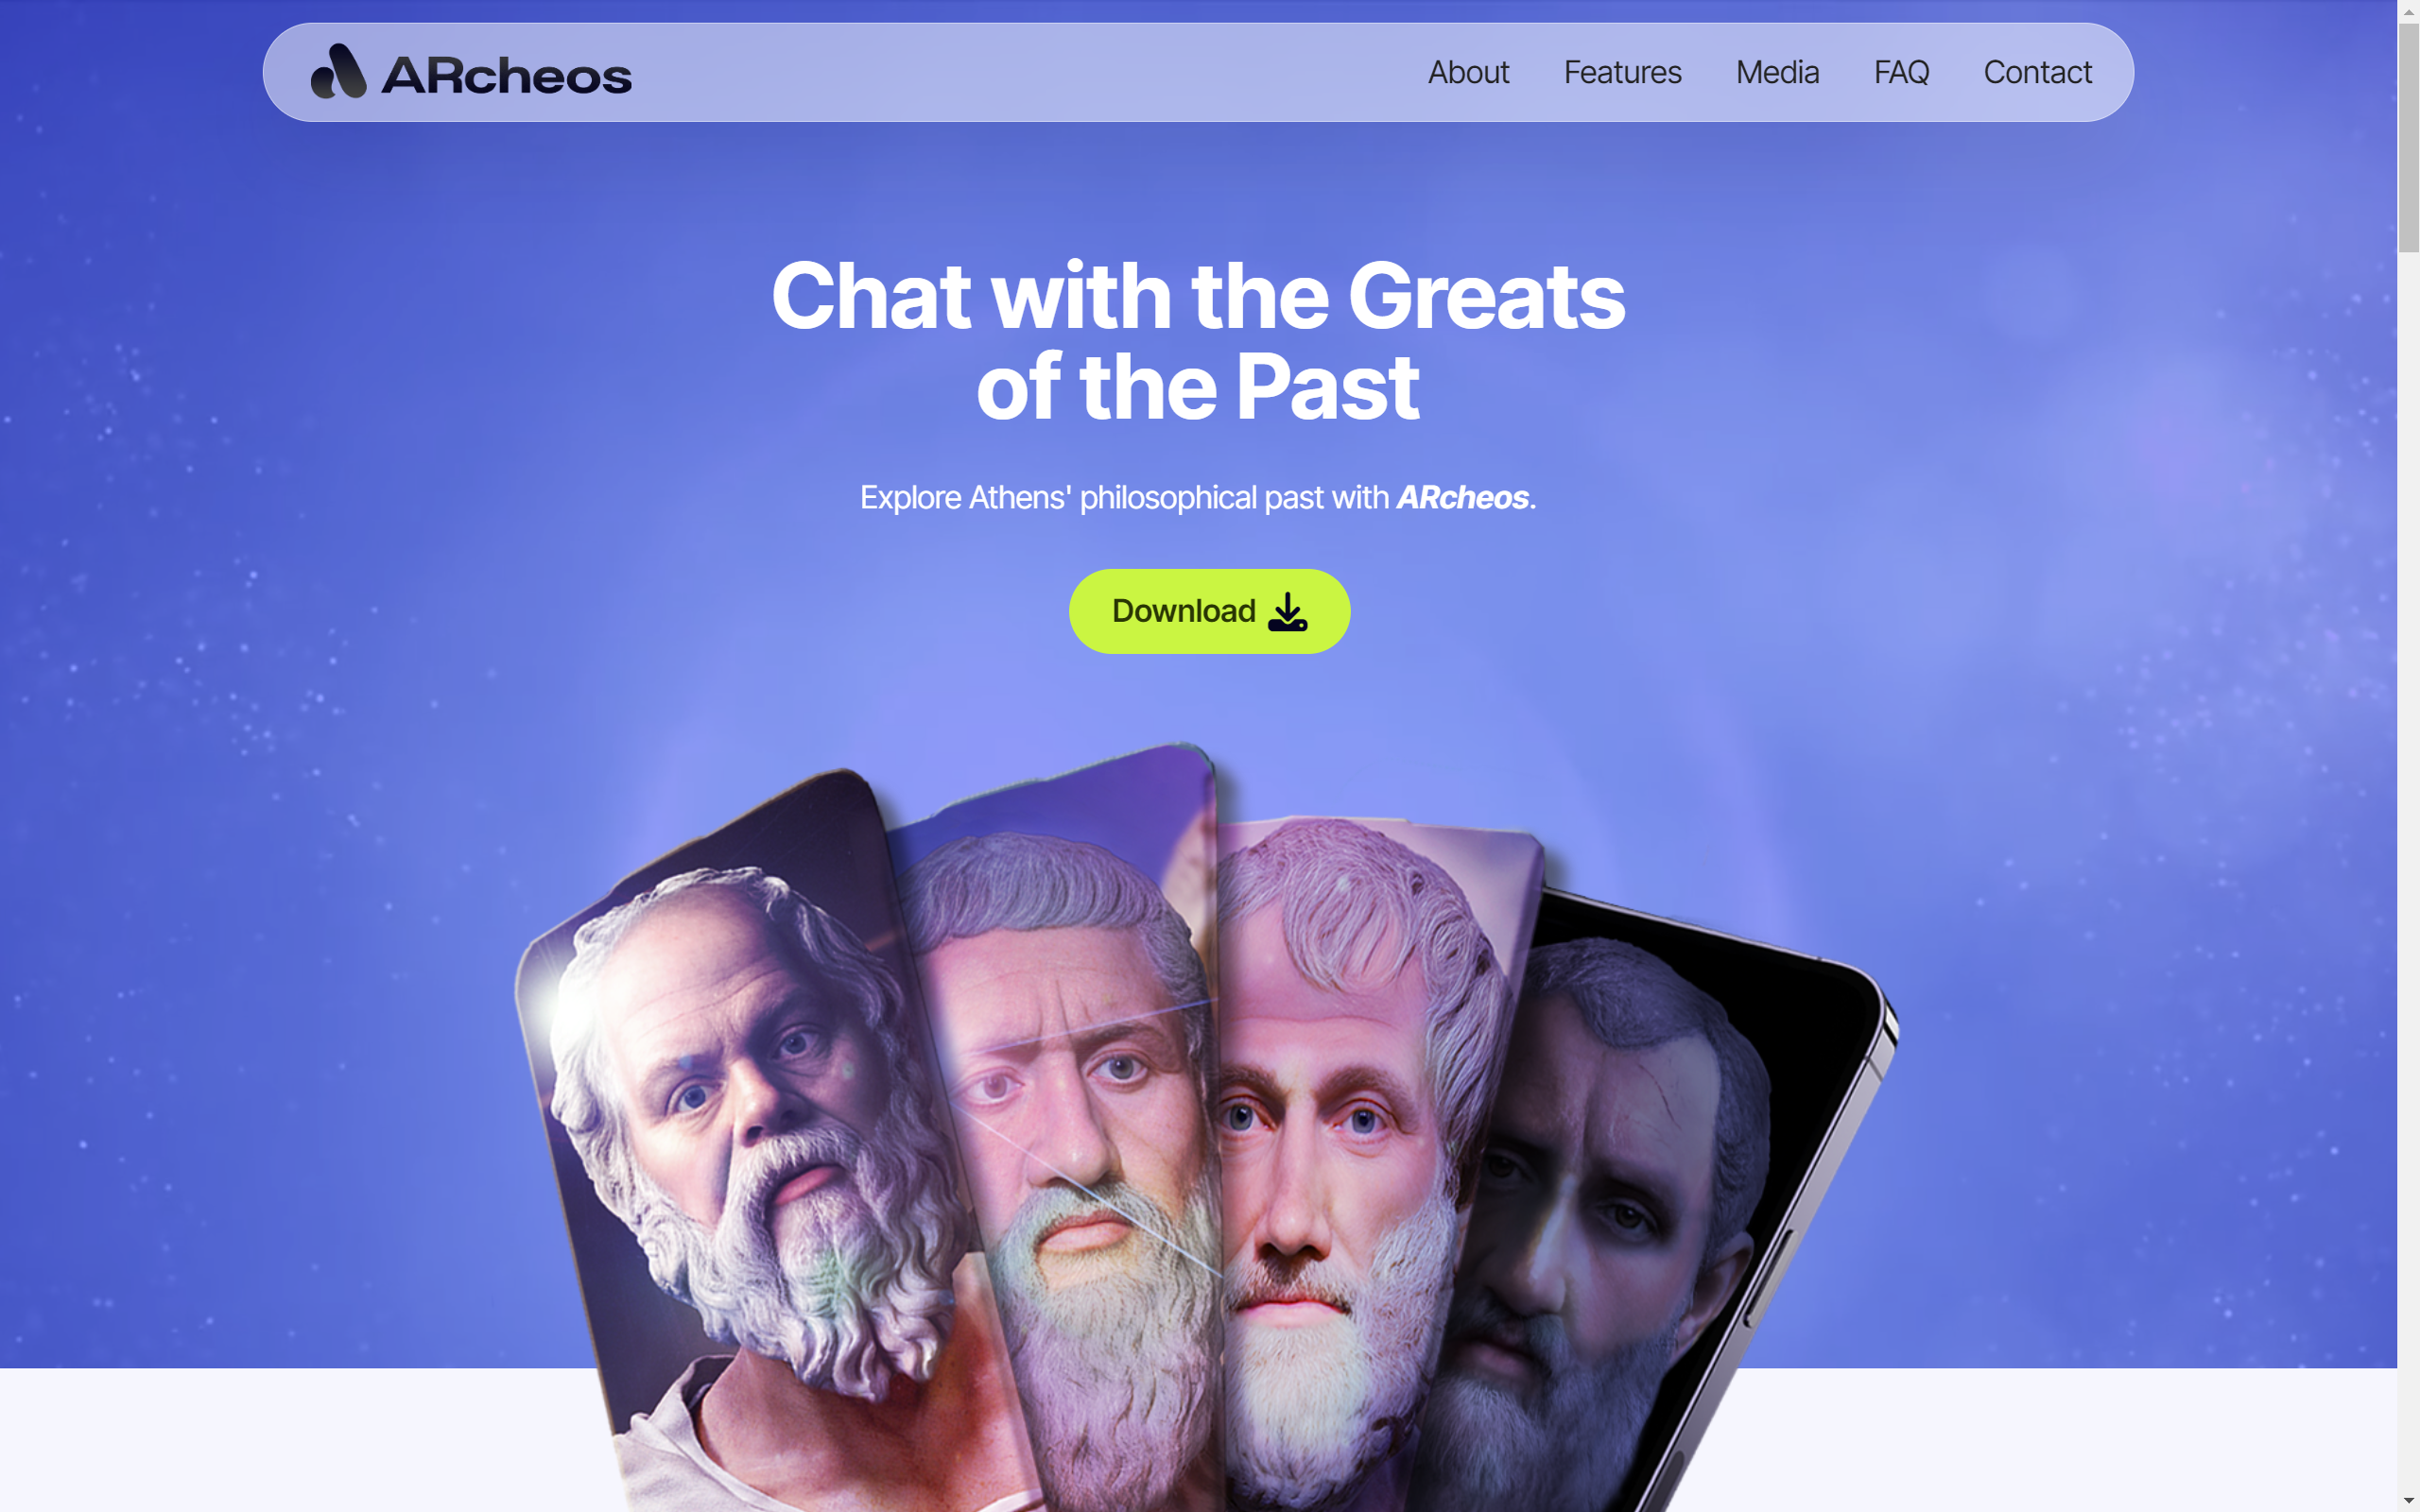 ARcheos
About
Features
Media
FAQ
Contact
Chat with the Greats
of the Past
Explore Athens' philosophical past with ARcheos.
Download